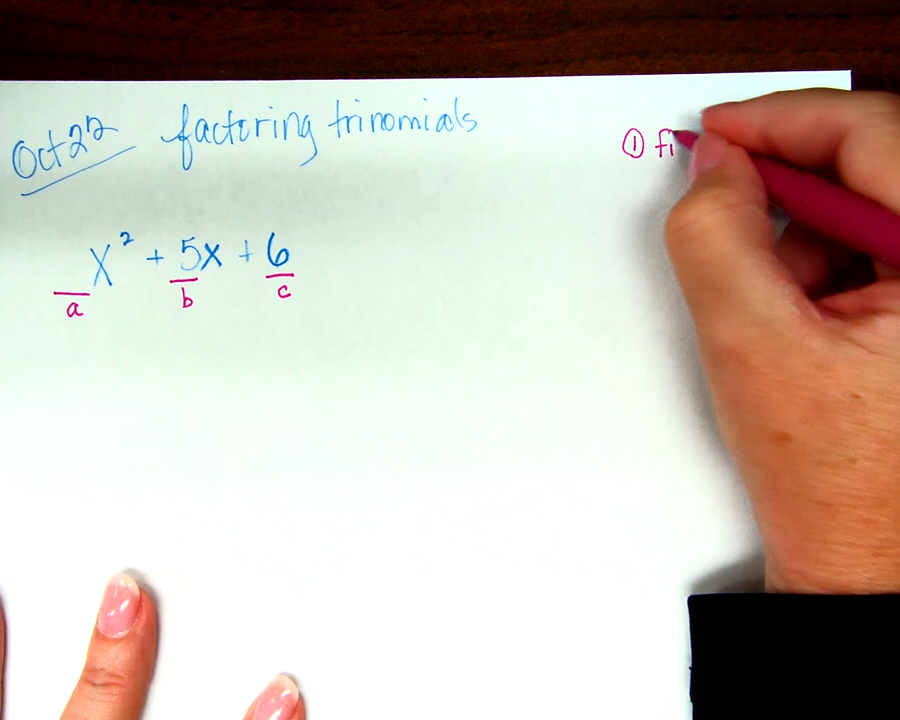 Oct 22 factoring trinomials
① fi
x² + 5x + 6
a b c